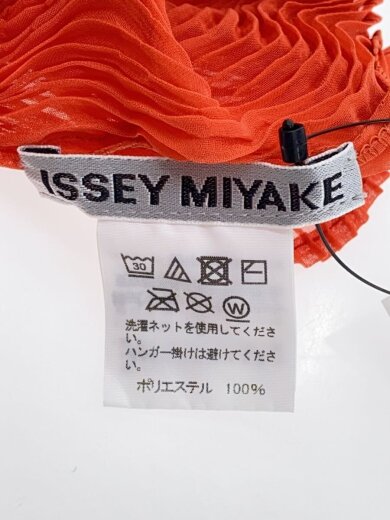 ISSEY MIYAKE
30
W
洗濯ネットを使用してくださ
い。
ハンガー掛けは避けてくださ
い。
ポリエステル 100%